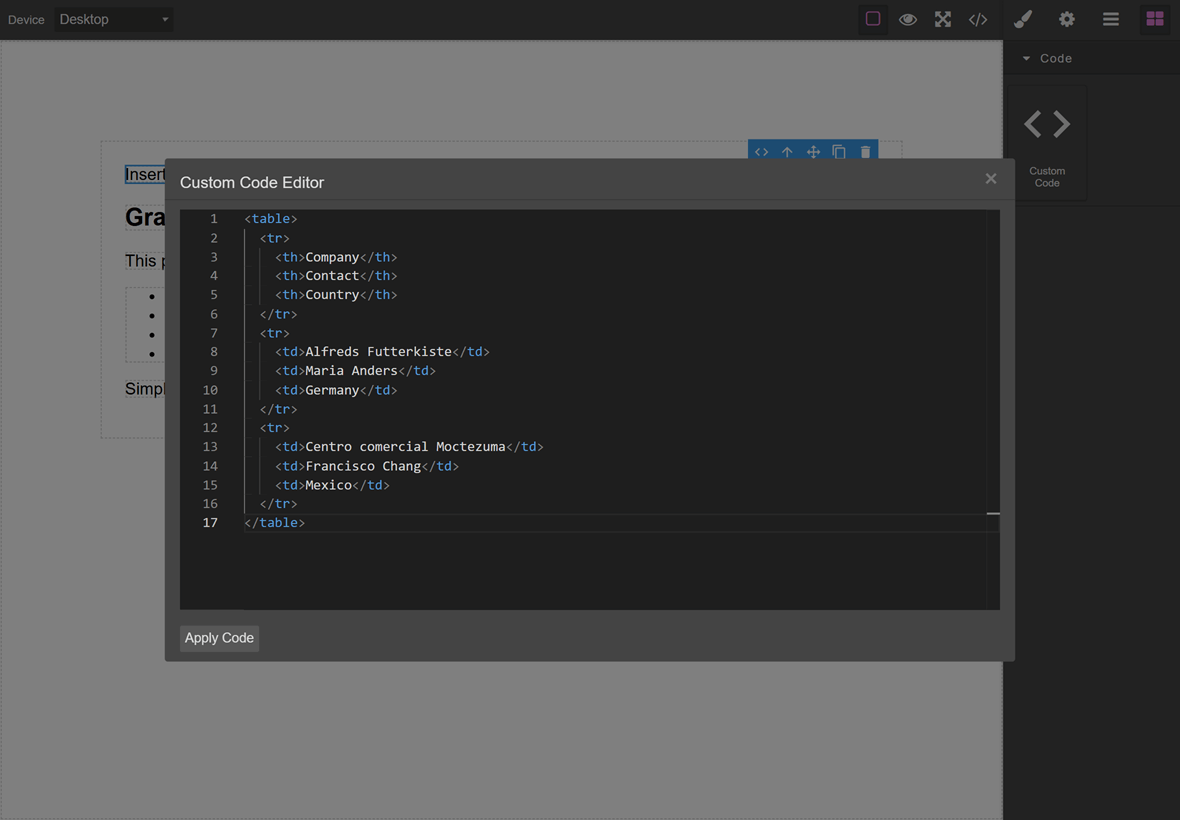 Device Desktop
Code
Custom
Code
Insert
Gra
This p
Simpl
Custom Code Editor
1 <table>
2 <tr>
3 <th>Company</th>
4 <th>Contact</th>
5 <th>Country</th>
6 </tr>
7 <tr>
8 <td>Alfreds Futterkiste</td>
9 <td>Maria Anders</td>
10 <td>Germany</td>
11 </tr>
12 <tr>
13 <td>Centro comercial Moctezuma</td>
14 <td>Francisco Chang</td>
15 <td>Mexico</td>
16 </tr>
17 </table>
Apply Code